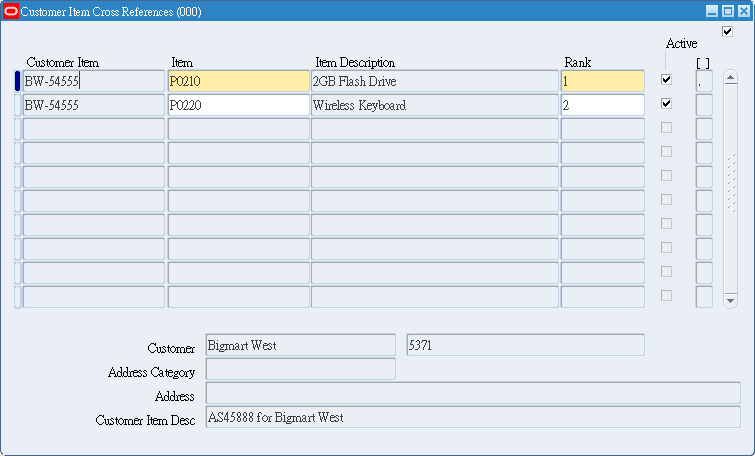 Customer Item Cross References (000)
Active
Customer Item Item Item Description Rank [ ]
BW-54555 P0210 2GB Flash Drive 1 .
BW-54555 P0220 Wireless Keyboard 2
Customer Bigmart West 5371
Address Category
Address
Customer Item Desc AS45888 for Bigmart West